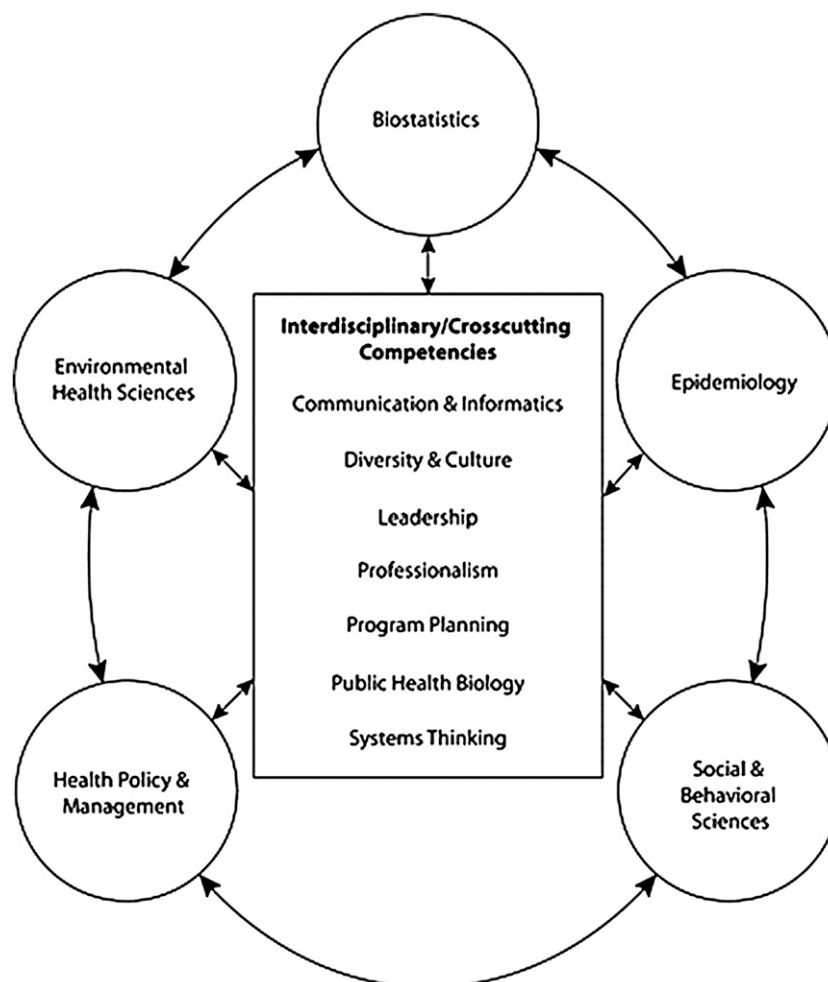 Biostatistics
Environmental
Health Sciences
Epidemiology
Interdisciplinary/Crosscutting
Competencies
Communication & Informatics
Diversity & Culture
Leadership
Professionalism
Program Planning
Public Health Biology
Systems Thinking
Health Policy &
Management
Social &
Behavioral
Sciences